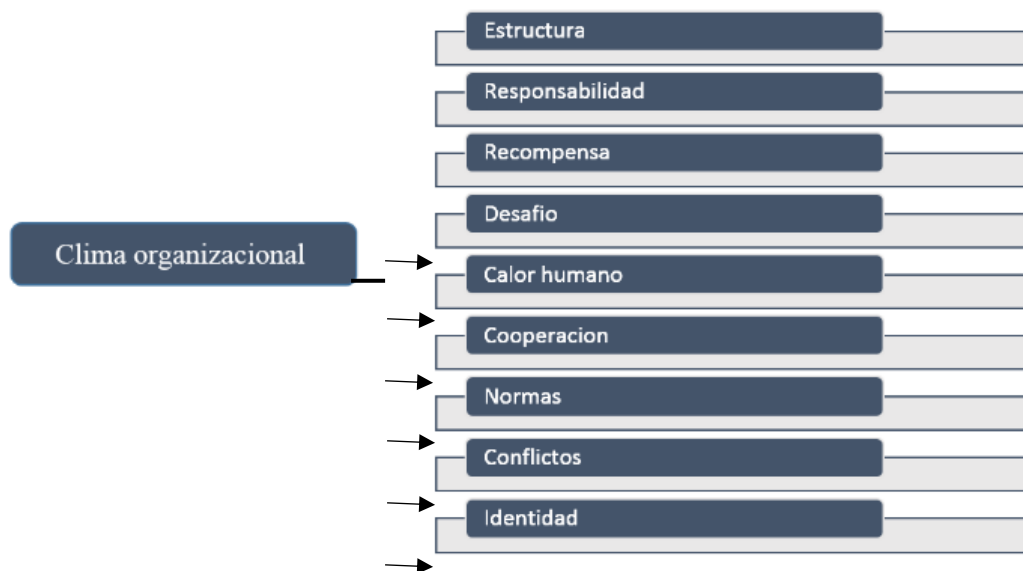 Clima organizacional
Estructura
Responsabilidad
Recompensa
Desafio
Calor humano
Cooperacion
Normas
Conflictos
Identidad